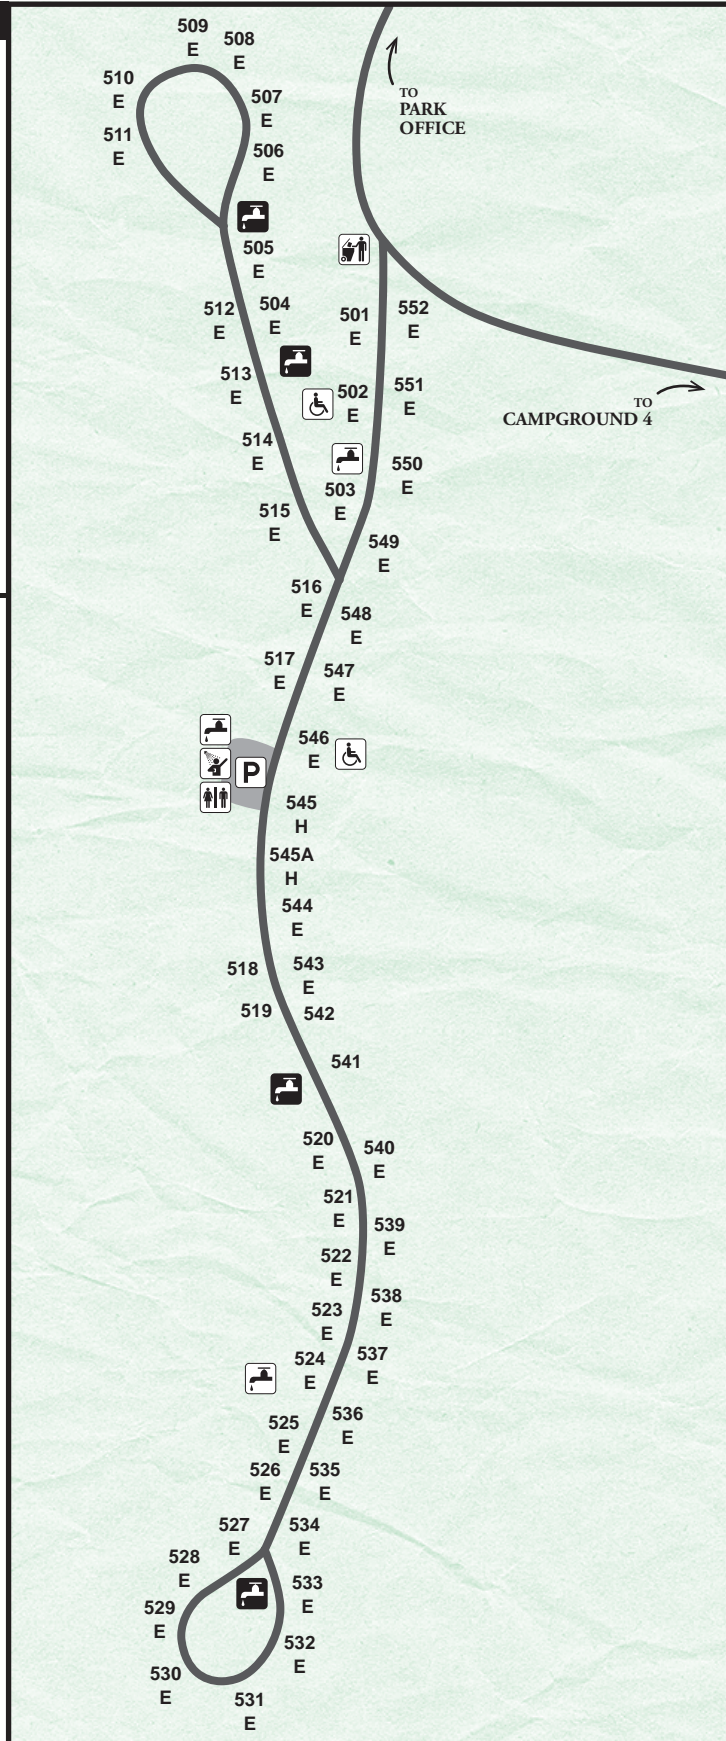 509
E
508
E
510
E
507
E
511
E
506
E
TO
PARK
OFFICE
505
E
504
E
512
E
501
E
552
E
513
E
502
E
551
E
TO
CAMPGROUND 4
514
E
550
E
503
E
515
E
549
E
516
E
548
E
517
E
547
E
546
E
P
545
H
545A
H
544
E
518
543
E
519
542
541
520
E
540
E
521
E
539
E
522
E
538
E
523
E
537
E
524
E
536
E
525
E
526
E
535
E
527
E
534
E
528
E
533
E
529
E
532
E
530
E
531
E